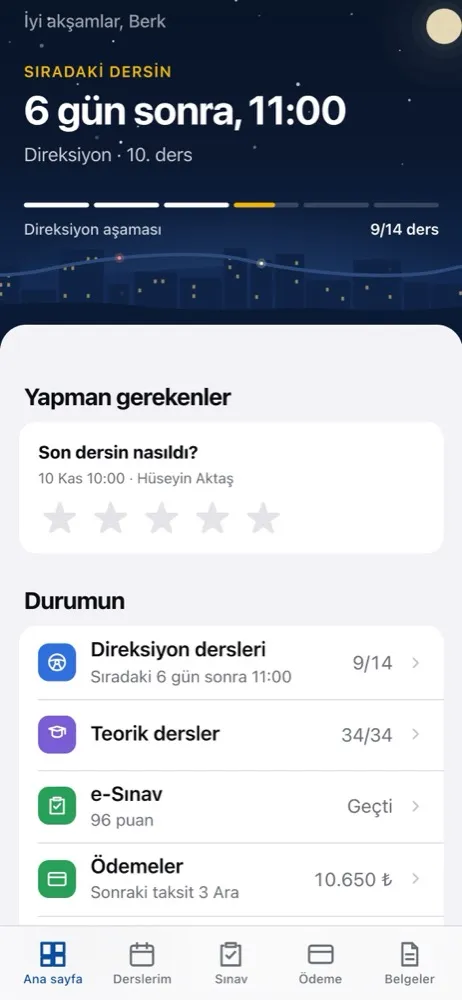 İyi akşamlar, Berk
SIRADAKİ DERSİN
6 gün sonra, 11:00
Direksiyon · 10. ders
Direksiyon aşaması
9/14 ders
Yapman gerekenler
Son dersin nasıldı?
10 Kas 10:00 · Hüseyin Aktaş
Durumun
Direksiyon dersleri
Sıradaki 6 gün sonra 11:00
9/14
Teorik dersler
34/34
e-Sınav
96 puan
Geçti
Ödemeler
Sonraki taksit 3 Ara
10.650 ₺
Ana sayfa
Derslerim
Sınav
Ödeme
Belgeler